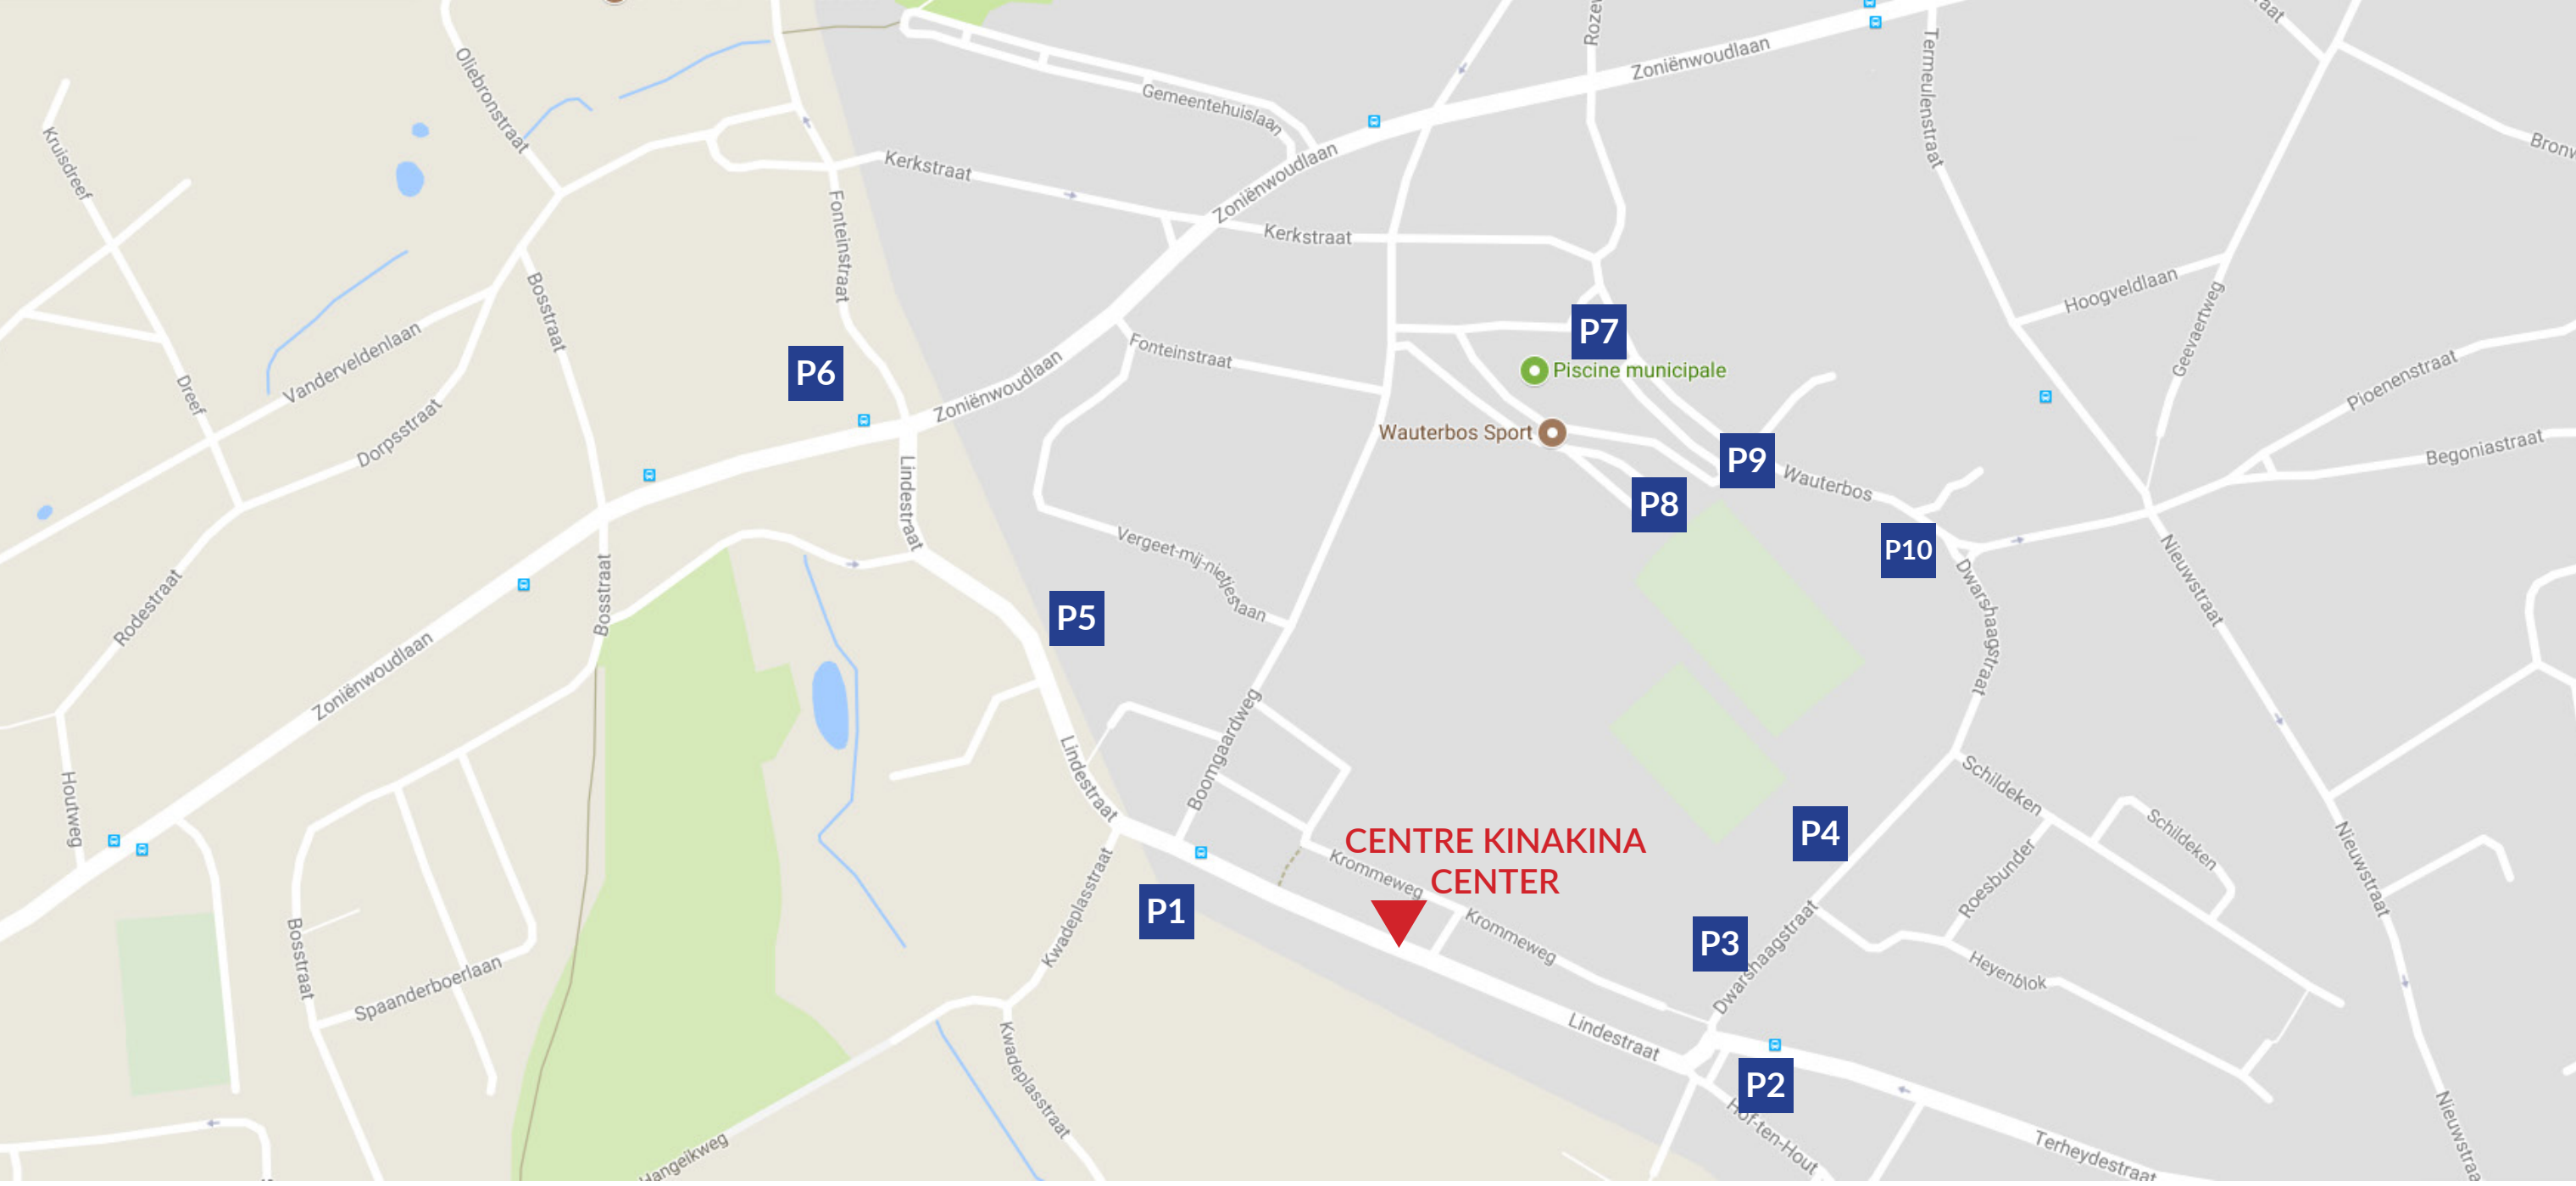 Oliebronstraat
Kruisdreef
Gemeentehuislaan
Zoniënwoudlaan
Termeulenstraat
Kerkstraat
Zoniënwoudlaan
Kerkstraat
Fonteinstraat
Bosstraat
Hoogveldlaan
Geevaertweg
P7
Piscine municipale
Fonteinstraat
P6
Vanderveldenlaan
Dreef
Zoniënwoudlaan
Pioenenstraat
Dorpsstraat
Wauterbos Sport
Begoniastraat
P9
Wauterbos
P8
Lindestraat
Vergeet-mij-nietjeslaan
P10
Rodestraat
Bosstraat
Dwarshaagstraat
Nieuwstraat
P5
Zoniënwoudlaan
Boomgaardweg
Lindestraat
Schildeken
Houtweg
P4
Schildeken
CENTRE KINAKINA
CENTER
Krommeweg
Roesbunder
Nieuwstraat
P1
Kwadeplasstraat
Krommeweg
P3
Dwarshaagstraat
Heyenblok
Bosstraat
Spaanderboerlaan
Lindestraat
Kwadeplasstraat
P2
Hof-ten-Hout
Hangeikweg
Terheydestraat